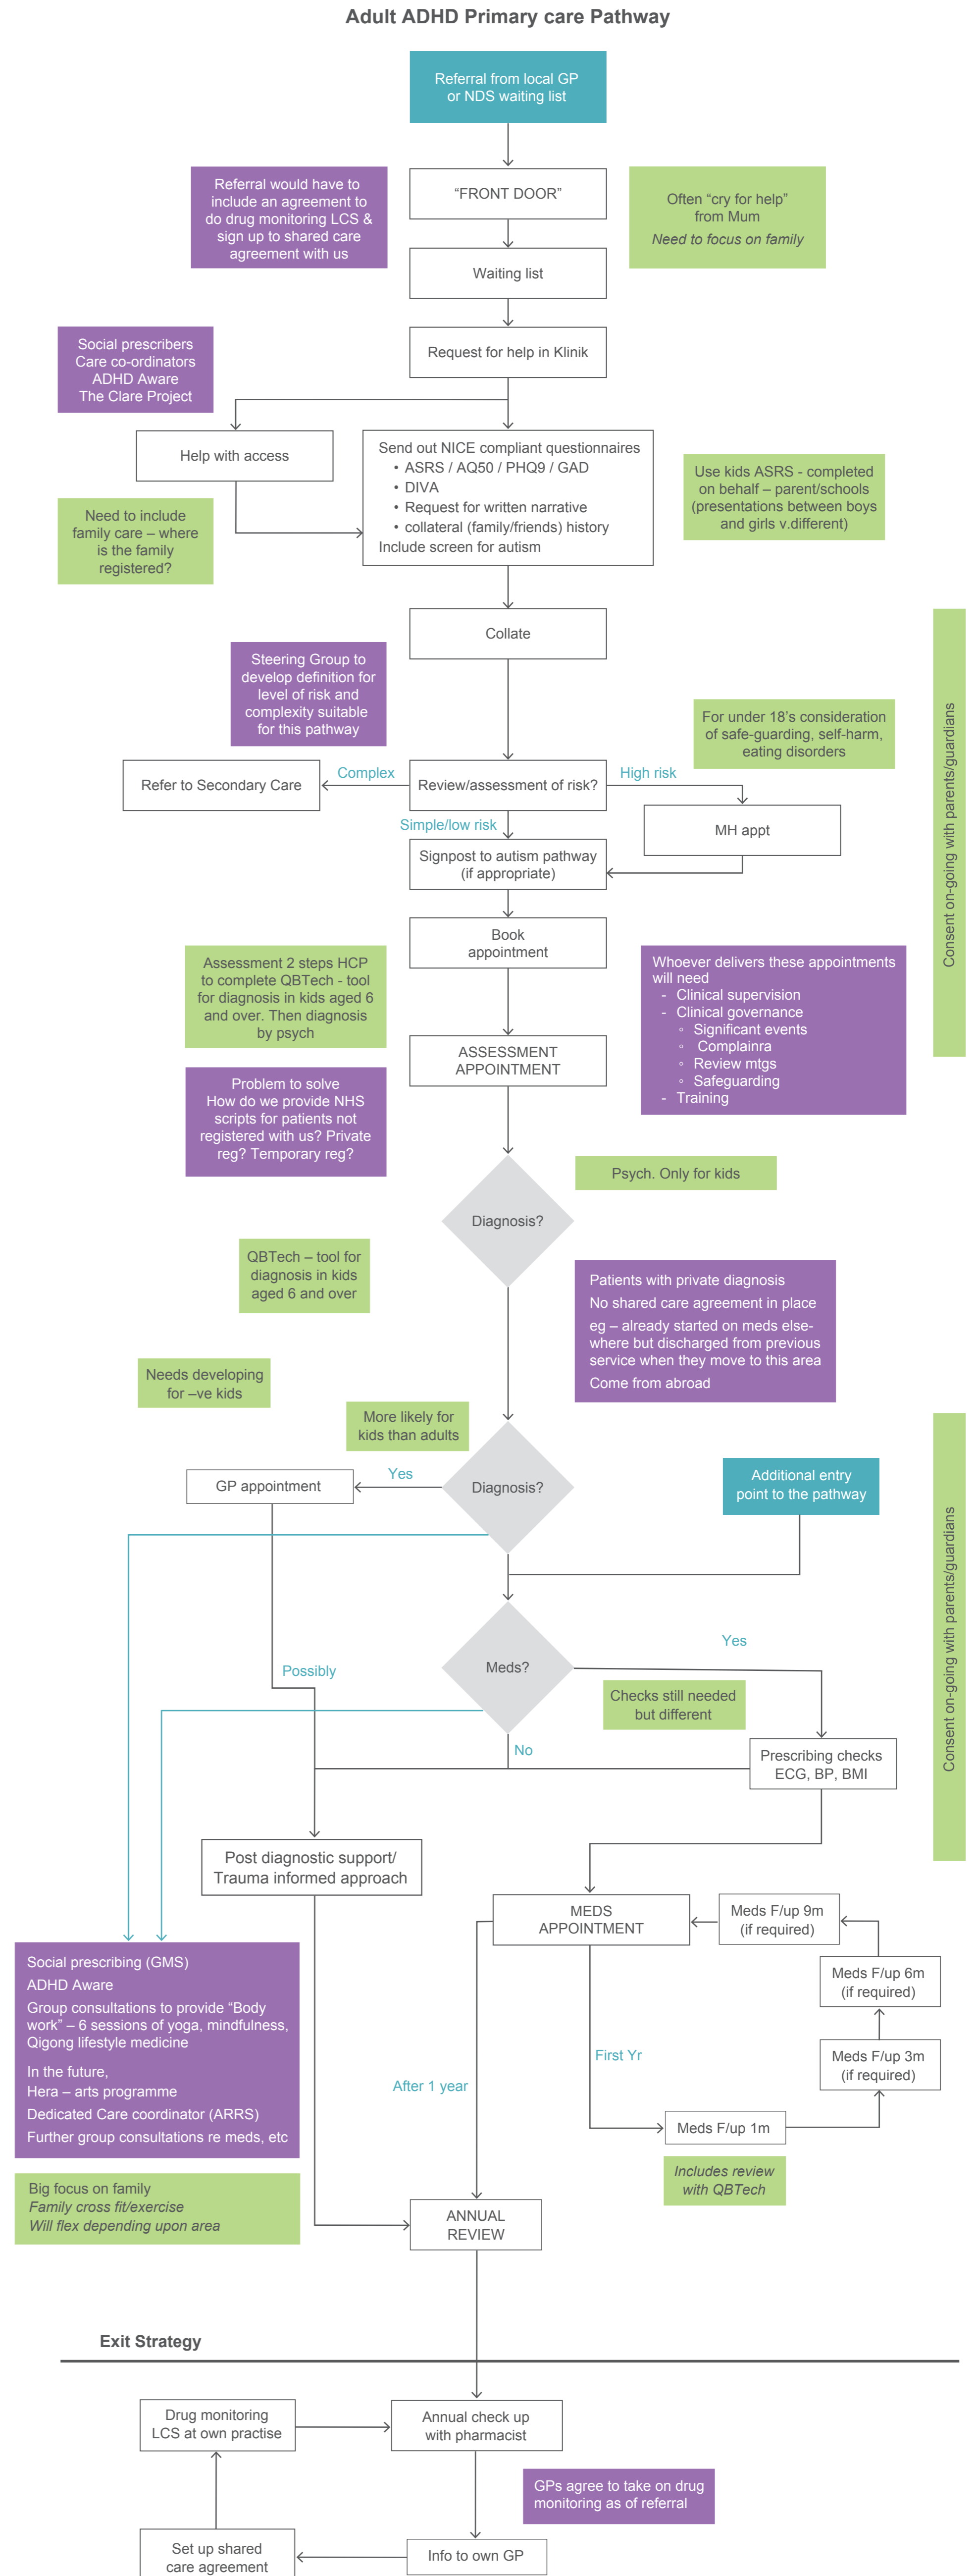 Adult ADHD Primary care Pathway
Referral from local GP
or NDS waiting list
Referral would have to
include an agreement to
do drug monitoring LCS &
sign up to shared care
agreement with us
“FRONT DOOR”
Often “cry for help”
from Mum
Need to focus on family
Waiting list
Social prescribers
Care co-ordinators
ADHD Aware
The Clare Project
Request for help in Klinik
Help with access
Send out NICE compliant questionnaires
• ASRS / AQ50 / PHQ9 / GAD
• DIVA
• Request for written narrative
• collateral (family/friends) history
Include screen for autism
Use kids ASRS - completed
on behalf – parent/schools
(presentations between boys
and girls v.different)
Need to include
family care – where
is the family
registered?
Collate
Consent on-going with parents/guardians
Steering Group to
develop definition for
level of risk and
complexity suitable
for this pathway
For under 18’s consideration
of safe-guarding, self-harm,
eating disorders
Refer to Secondary Care
Complex
Review/assessment of risk?
High risk
Simple/low risk
MH appt
Signpost to autism pathway
(if appropriate)
Book
appointment
Assessment 2 steps HCP
to complete QBTech - tool
for diagnosis in kids aged 6
and over. Then diagnosis
by psych
Whoever delivers these appointments
will need
- Clinical supervision
- Clinical governance
◦ Significant events
◦ Complainra
◦ Review mtgs
◦ Safeguarding
- Training
ASSESSMENT
APPOINTMENT
Problem to solve
How do we provide NHS
scripts for patients not
registered with us? Private
reg? Temporary reg?
Psych. Only for kids
Diagnosis?
QBTech – tool for
diagnosis in kids
aged 6 and over
Patients with private diagnosis
No shared care agreement in place
eg – already started on meds else-
where but discharged from previous
service when they move to this area
Come from abroad
Needs developing
for –ve kids
More likely for
kids than adults
GP appointment
Yes
Diagnosis?
Additional entry
point to the pathway
Consent on-going with parents/guardians
Possibly
Meds?
Yes
Checks still needed
but different
No
Prescribing checks
ECG, BP, BMI
Post diagnostic support/
Trauma informed approach
MEDS
APPOINTMENT
Meds F/up 9m
(if required)
Meds F/up 6m
(if required)
Meds F/up 3m
(if required)
Meds F/up 1m
First Yr
After 1 year
Includes review
with QBTech
Social prescribing (GMS)
ADHD Aware
Group consultations to provide “Body
work” – 6 sessions of yoga, mindfulness,
Qigong lifestyle medicine
In the future,
Hera – arts programme
Dedicated Care coordinator (ARRS)
Further group consultations re meds, etc
Big focus on family
Family cross fit/exercise
Will flex depending upon area
ANNUAL
REVIEW
Exit Strategy
Drug monitoring
LCS at own practise
Annual check up
with pharmacist
GPs agree to take on drug
monitoring as of referral
Set up shared
care agreement
Info to own GP